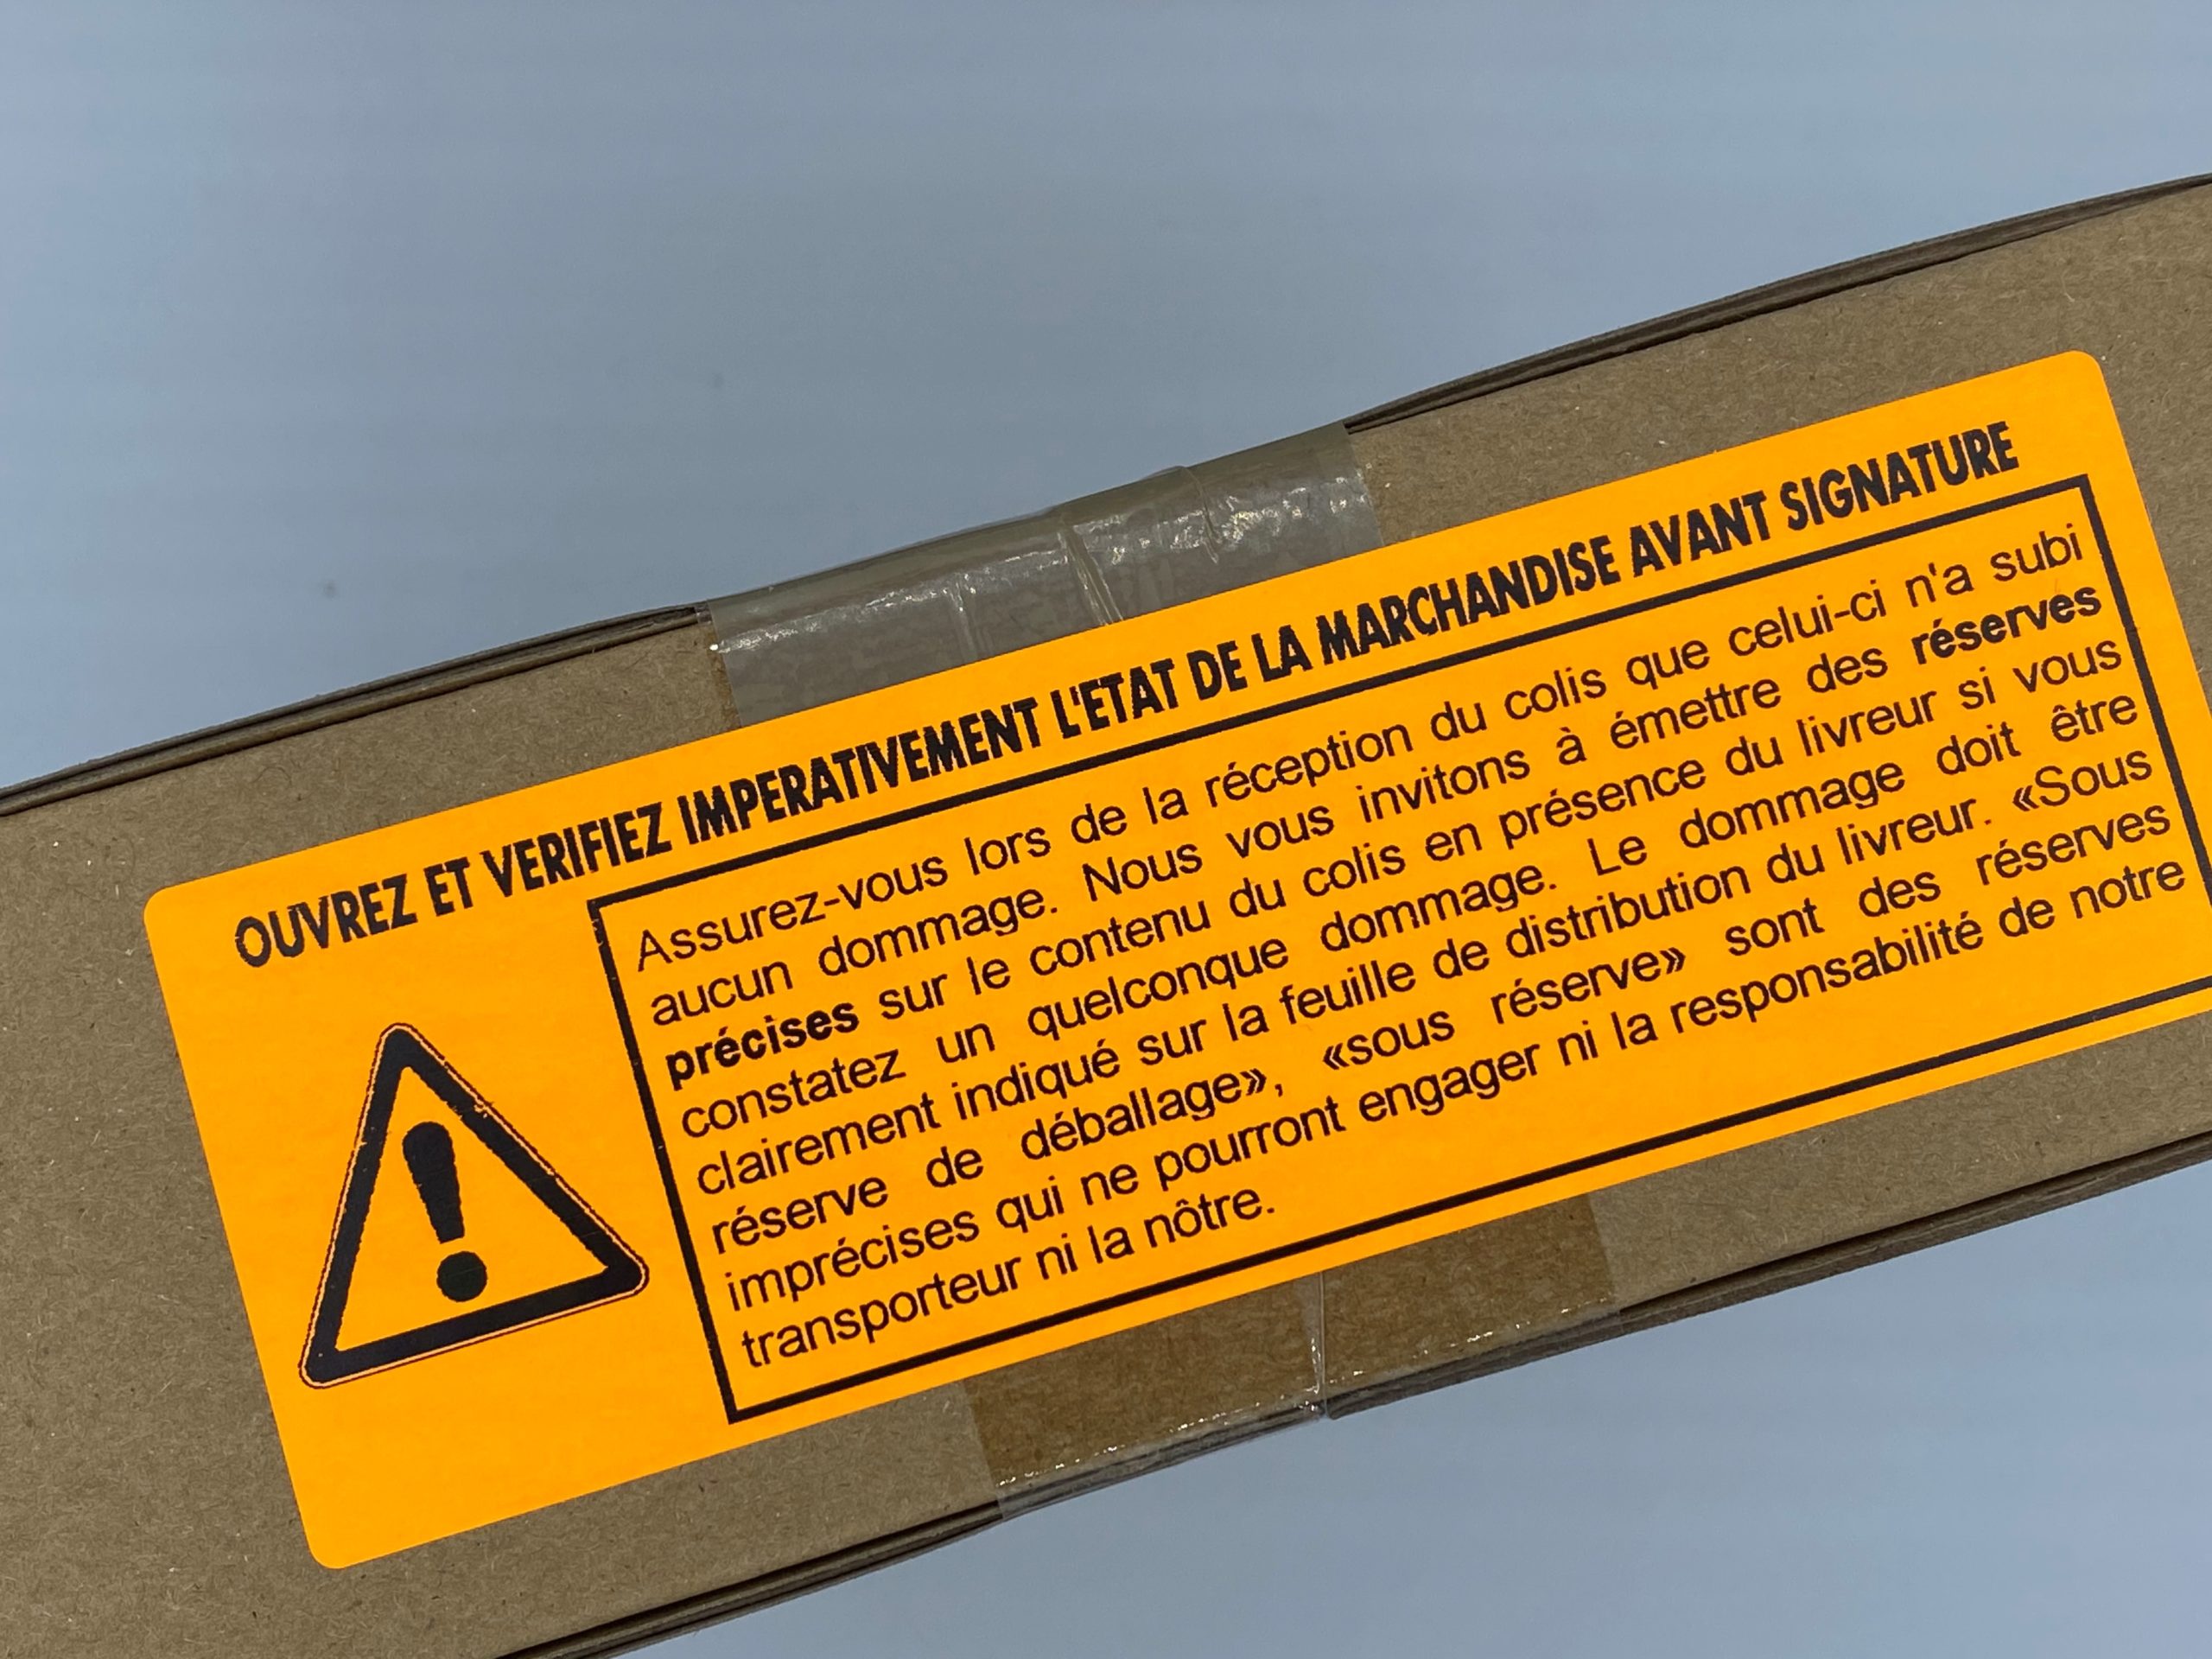 OUVREZ ET VERIFIEZ IMPERATIVEMENT L'ETAT DE LA MARCHANDISE AVANT SIGNATURE
Assurez-vous lors de la réception du colis que celui-ci n'a subi
aucun dommage. Nous vous invitons à émettre des réserves
précises sur le contenu du colis en présence du livreur si vous
constatez un quelconque dommage. Le dommage doit être
clairement indiqué sur la feuille de distribution du livreur. «Sous
réserve de déballage», «sous réserve» sont des réserves
imprécises qui ne pourront engager ni la responsabilité de notre
transporteur ni la nôtre.